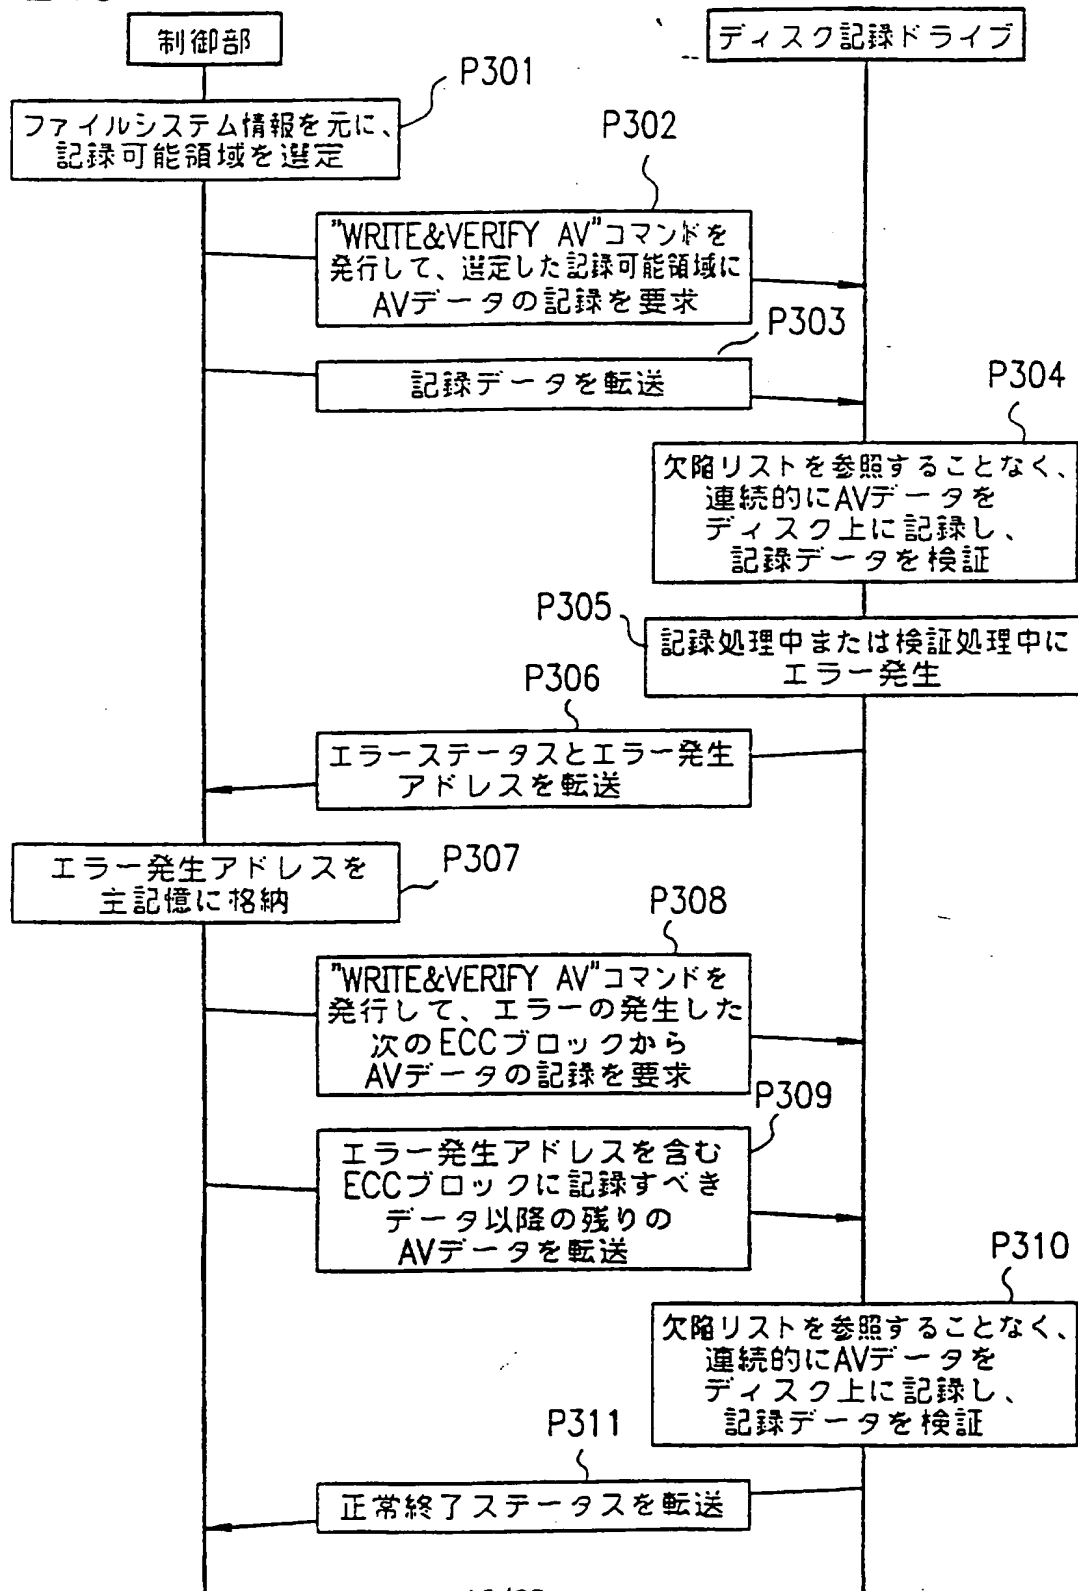 制御部
ディスク記録ドライブ
P301
ファイルシステム情報を元に、
記録可能領域を選定
P302
"WRITE&VERIFY AV"コマンドを
発行して、選定した記録可能領域に
AVデータの記録を要求
P303
記録データを転送
P304
欠陥リストを参照することなく、
連続的にAVデータを
ディスク上に記録し、
記録データを検証
P305
記録処理中または検証処理中に
エラー発生
P306
エラーステータスとエラー発生
アドレスを転送
P307
エラー発生アドレスを
主記憶に格納
P308
"WRITE&VERIFY AV"コマンドを
発行して、エラーの発生した
次のECCブロックから
AVデータの記録を要求
P309
エラー発生アドレスを含む
ECCブロックに記録すべき
データ以降の残りの
AVデータを転送
P310
欠陥リストを参照することなく、
連続的にAVデータを
ディスク上に記録し、
記録データを検証
P311
正常終了ステータスを転送